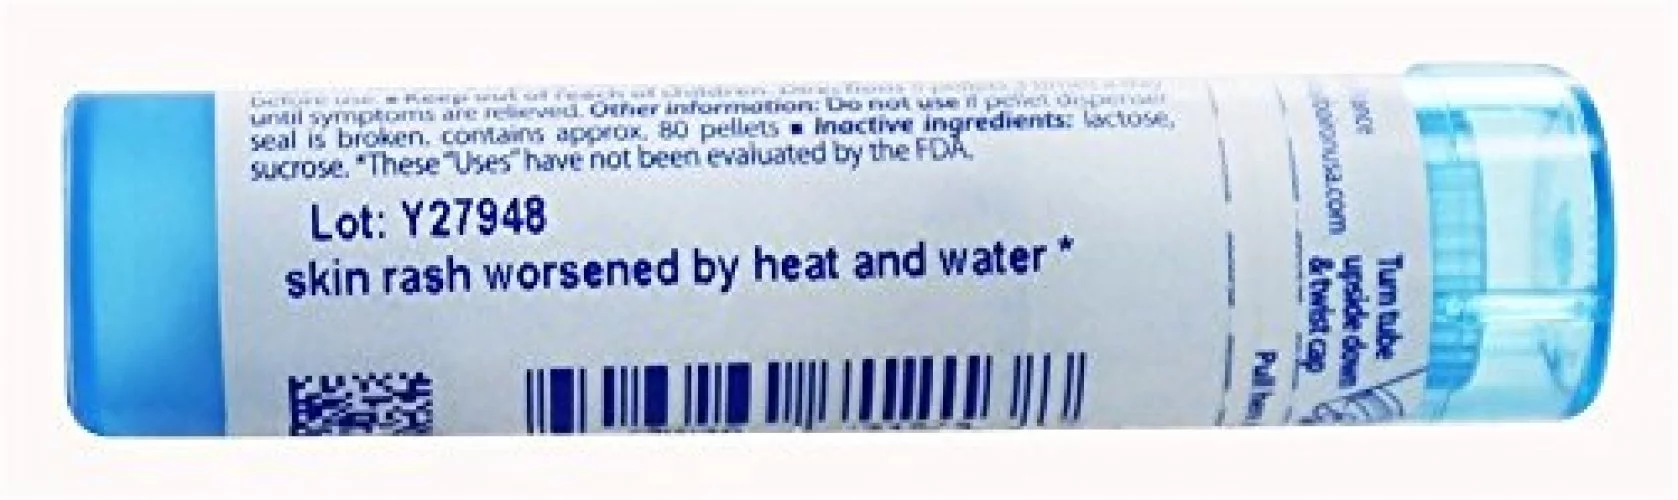 before use. ■ Keep out of reach of children. Directions 5 pellets 3 times a day
until symptoms are relieved. Other information: Do not use if pellet dispenser
seal is broken. contains approx. 80 pellets ■ Inactive ingredients: lactose,
sucrose. *These "Uses" have not been evaluated by the FDA.
Lot: Y27948
skin rash worsened by heat and water *
Turn tube
upside down
& twist cap
Pull